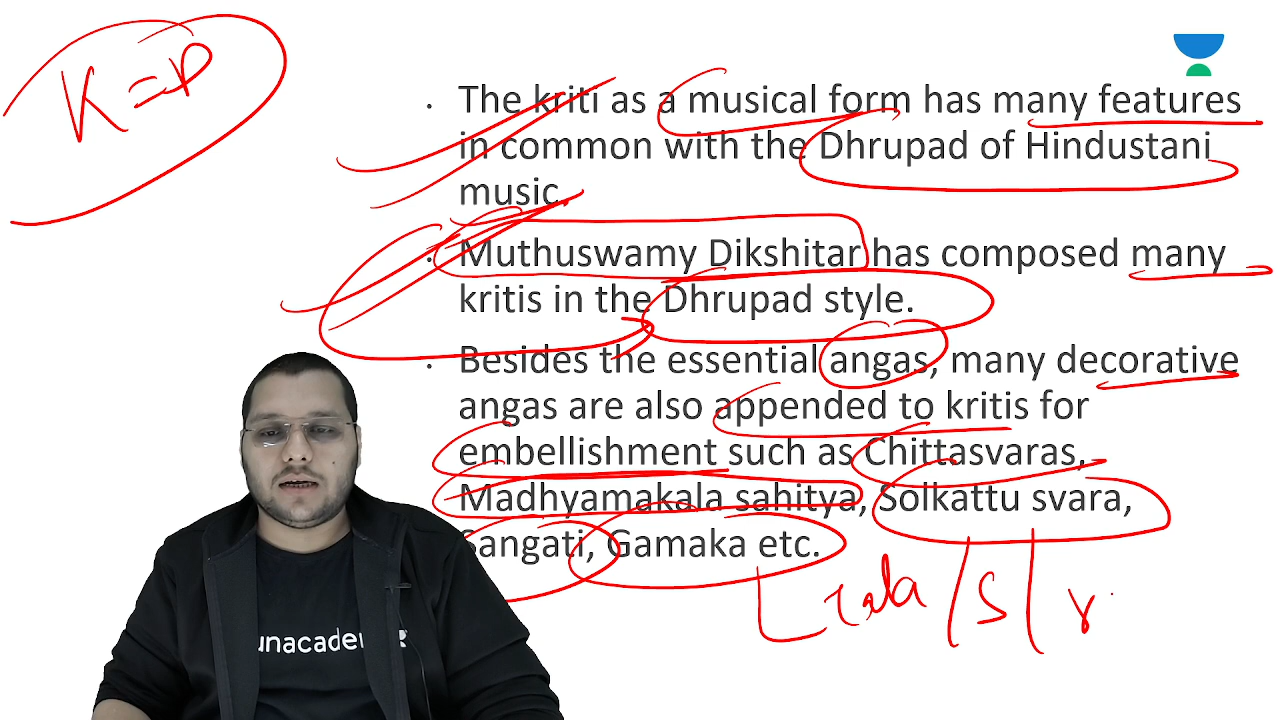 K = D
The kriti as a musical form has many features
in common with the Dhrupad of Hindustani
music.
Muthuswamy Dikshitar has composed many
kritis in the Dhrupad style.
Besides the essential angas, many decorative
angas are also appended to kritis for
embellishment such as Chittasvaras,
Madhyamakala sahitya, Solkattu svara,
Sangati, Gamaka etc.
Tala / S |
unacade